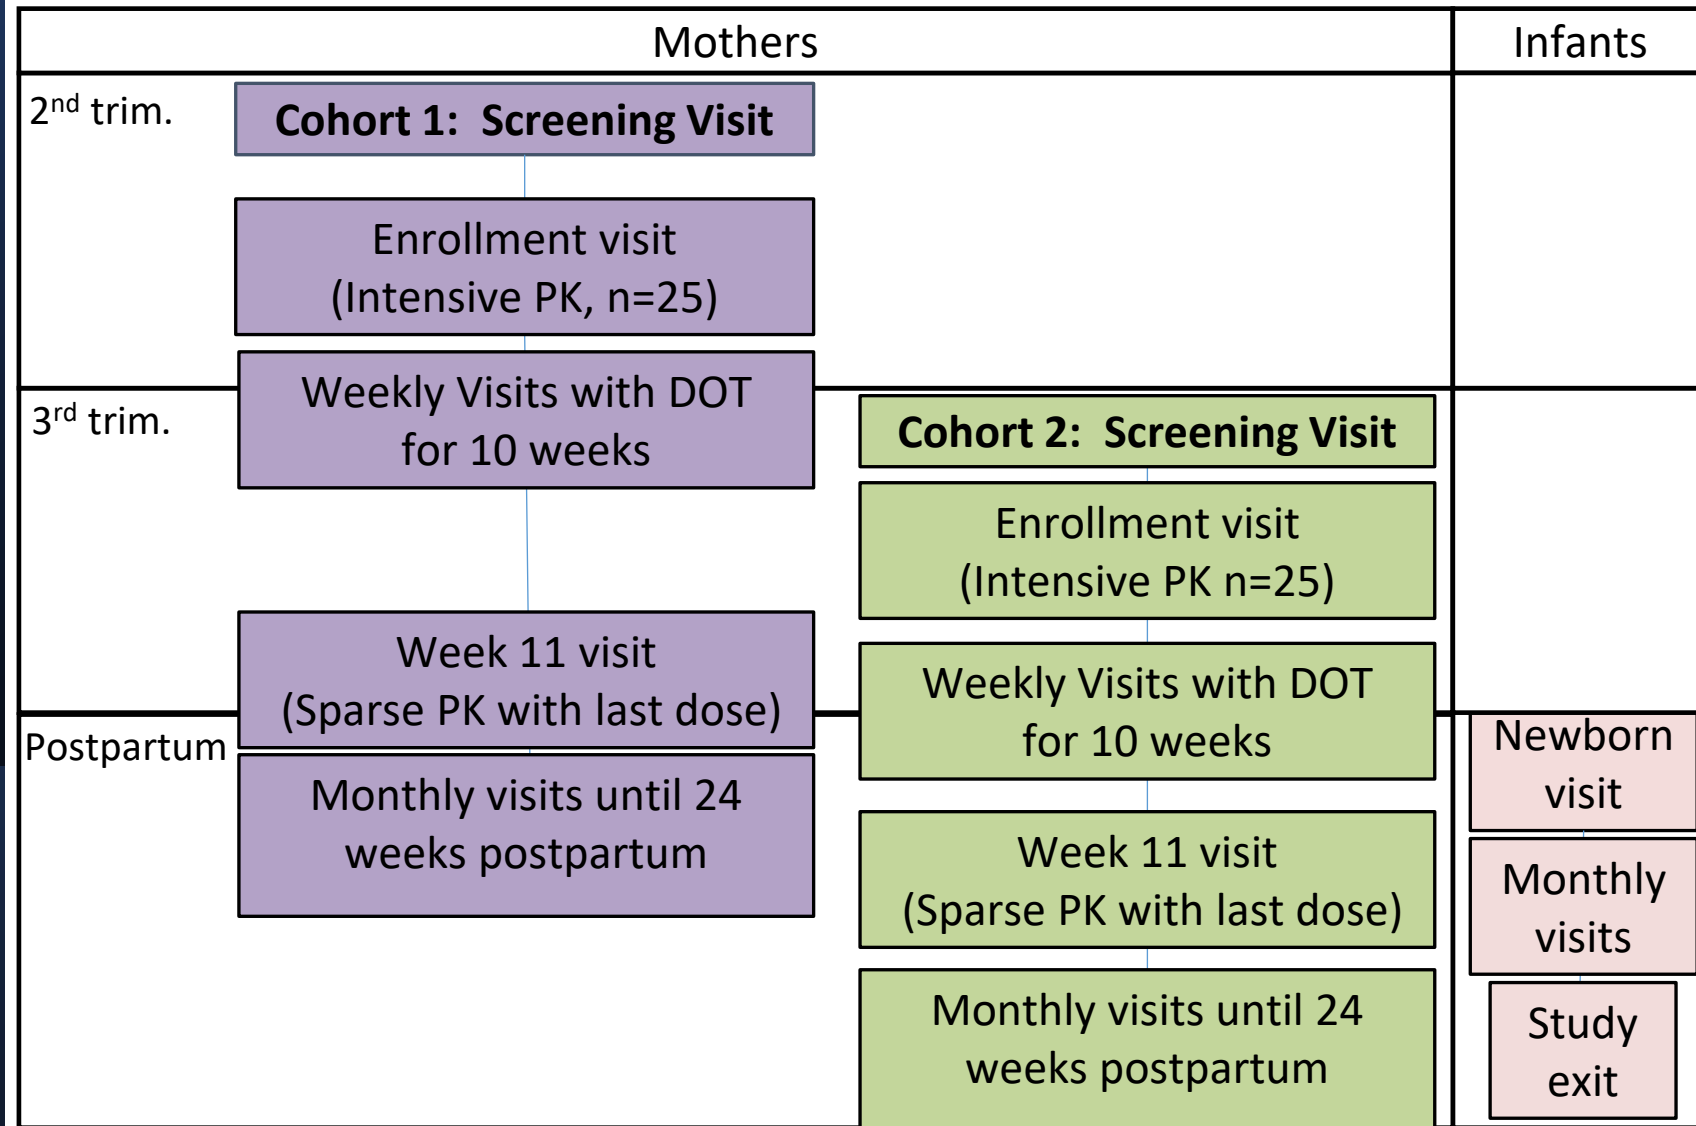 Mothers
Infants
2nd trim.
Cohort 1: Screening Visit
Enrollment visit
(Intensive PK, n=25)
Weekly Visits with DOT
for 10 weeks
3rd trim.
Cohort 2: Screening Visit
Enrollment visit
(Intensive PK n=25)
Week 11 visit
(Sparse PK with last dose)
Weekly Visits with DOT
for 10 weeks
Postpartum
Monthly visits until 24
weeks postpartum
Week 11 visit
(Sparse PK with last dose)
Monthly visits until 24
weeks postpartum
Newborn
visit
Monthly
visits
Study
exit